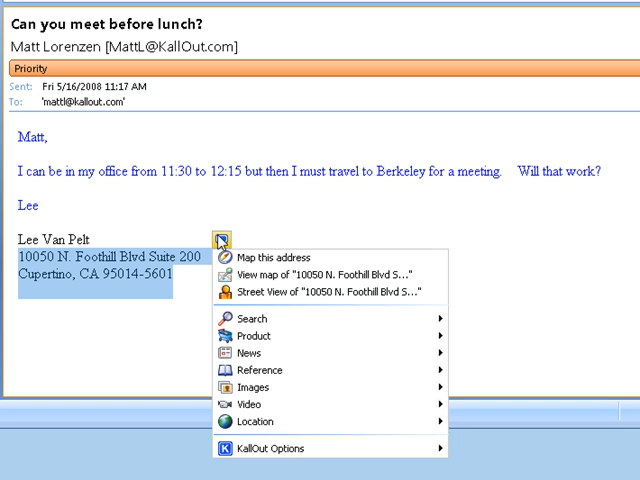 Can you meet before lunch?
Matt Lorenzen [MattL@KallOut.com]
Priority
Sent: Fri 5/16/2008 11:17 AM
To: 'mattl@kallout.com'
Matt,
I can be in my office from 11:30 to 12:15 but then I must travel to Berkeley for a meeting. Will that work?
Lee
Lee Van Pelt
10050 N. Foothill Blvd Suite 200
Cupertino, CA 95014-5601
Map this address
View map of "10050 N. Foothill Blvd S..."
Street View of "10050 N. Foothill Blvd S..."
Search
Product
News
Reference
Images
Video
Location
K KallOut Options